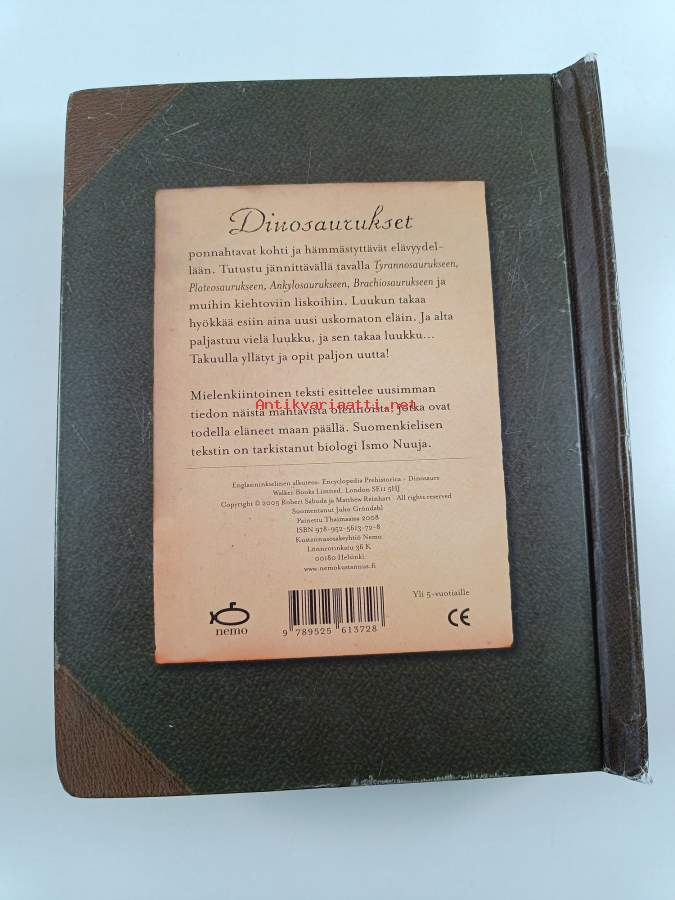 Dinosaurukset
ponnahtavat kohti ja hämmästyttävät elävyydel-
lään. Tutustu jännittävällä tavalla Tyrannosaurukseen,
Plateosaurukseen, Ankylosaurukseen, Brachiosaurukseen ja
muihin kiehtoviin liskoihin. Luukun takaa
hyökkää esiin aina uusi uskomaton eläin. Ja alta
paljastuu vielä luukku, ja sen takaa luukku...
Takuulla yllätyt ja opit paljon uutta!
Mielenkiintoinen teksti esittelee uusimman
Antikvariaatti.net
tiedon näistä mahtavista olennoista! Jotka ovat
todella eläneet maan päällä. Suomenkielisen
tekstin on tarkistanut biologi Ismo Nuuja.
Englanninkielinen alkuteos: Encyclopedia Prehistorica - Dinosaurs
Walker Books Limited, London SE11 5HJ
Copyright © 2005 Robert Sabuda ja Matthew Reinhart · All rights reserved
Suomentanut Juho Gröndahl
Painettu Thaimaassa 2008
ISBN 978-952-5613-72-8
Kustannusosakeyhtiö Nemo
Lönnrotinkatu 36 K
00180 Helsinki
www.nemokustannus.fi
Yli 5-vuotiaille
nemo
9 789525 613728
CE